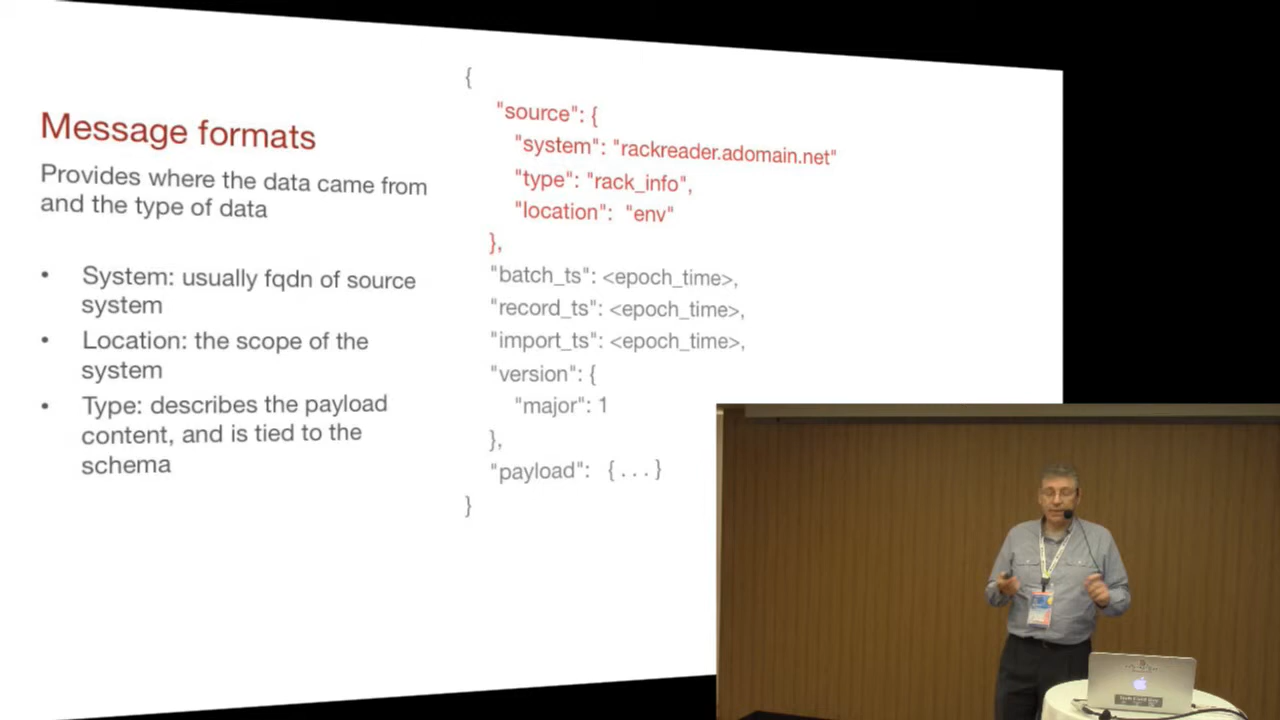 Message formats
Provides where the data came from
and the type of data
• System: usually fqdn of source
system
• Location: the scope of the
system
• Type: describes the payload
content, and is tied to the
schema
{
"source": {
"system": "rackreader.adomain.net"
"type": "rack_info",
"location": "env"
},
"batch_ts": <epoch_time>,
"record_ts": <epoch_time>,
"import_ts": <epoch_time>,
"version": {
"major": 1
},
"payload": { . . . }
}